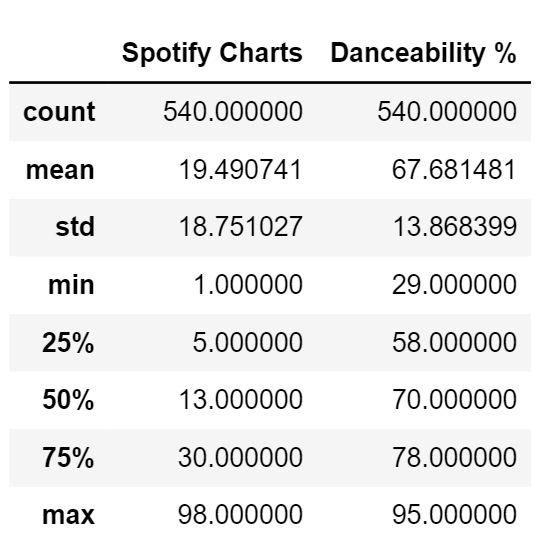 Spotify Charts Danceability %
count 540.000000 540.000000
mean 19.490741 67.681481
std 18.751027 13.868399
min 1.000000 29.000000
25% 5.000000 58.000000
50% 13.000000 70.000000
75% 30.000000 78.000000
max 98.000000 95.000000